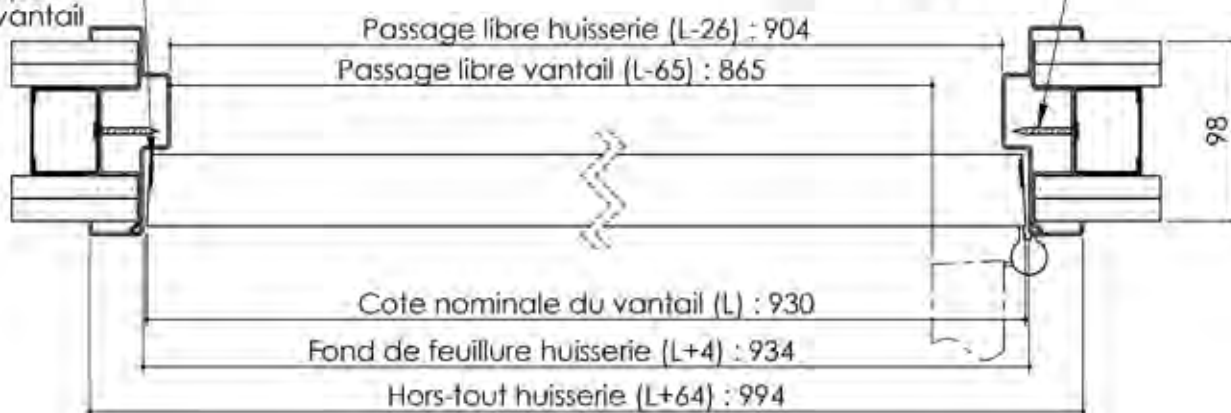 vantail
Passage libre huisserie (L-26) : 904
Passage libre vantail (L-65) : 865
98
Cote nominale du vantail (L) : 930
Fond de feuillure huisserie (L+4) : 934
Hors-tout huisserie (L+64) : 994